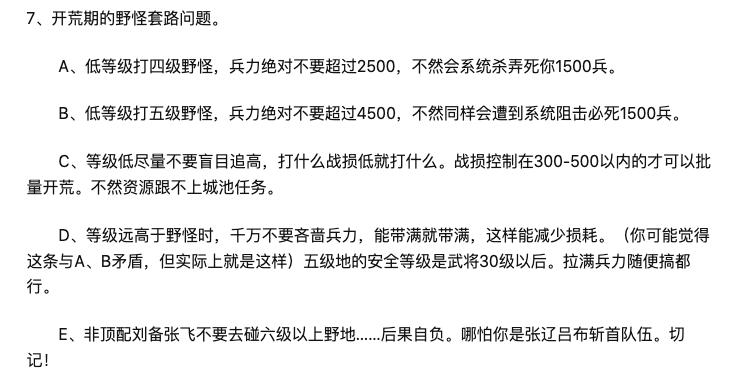 7、开荒期的野怪套路问题。
A、低等级打四级野怪，兵力绝对不要超过2500，不然会系统杀弄死你1500兵。
B、低等级打五级野怪，兵力绝对不要超过4500，不然同样会遭到系统阻击必死1500兵。
C、等级低尽量不要盲目追高，打什么战损低就打什么。战损控制在300-500以内的才可以批
量开荒。不然资源跟不上城池任务。
D、等级远高于野怪时，千万不要吝啬兵力，能带满就带满，这样能减少损耗。（你可能觉得
这条与A、B矛盾，但实际上就是这样）五级地的安全等级是武将30级以后。拉满兵力随便搞都
行。
E、非顶配刘备张飞不要去碰六级以上野地......后果自负。哪怕你是张辽吕布斩首队伍。切
记！